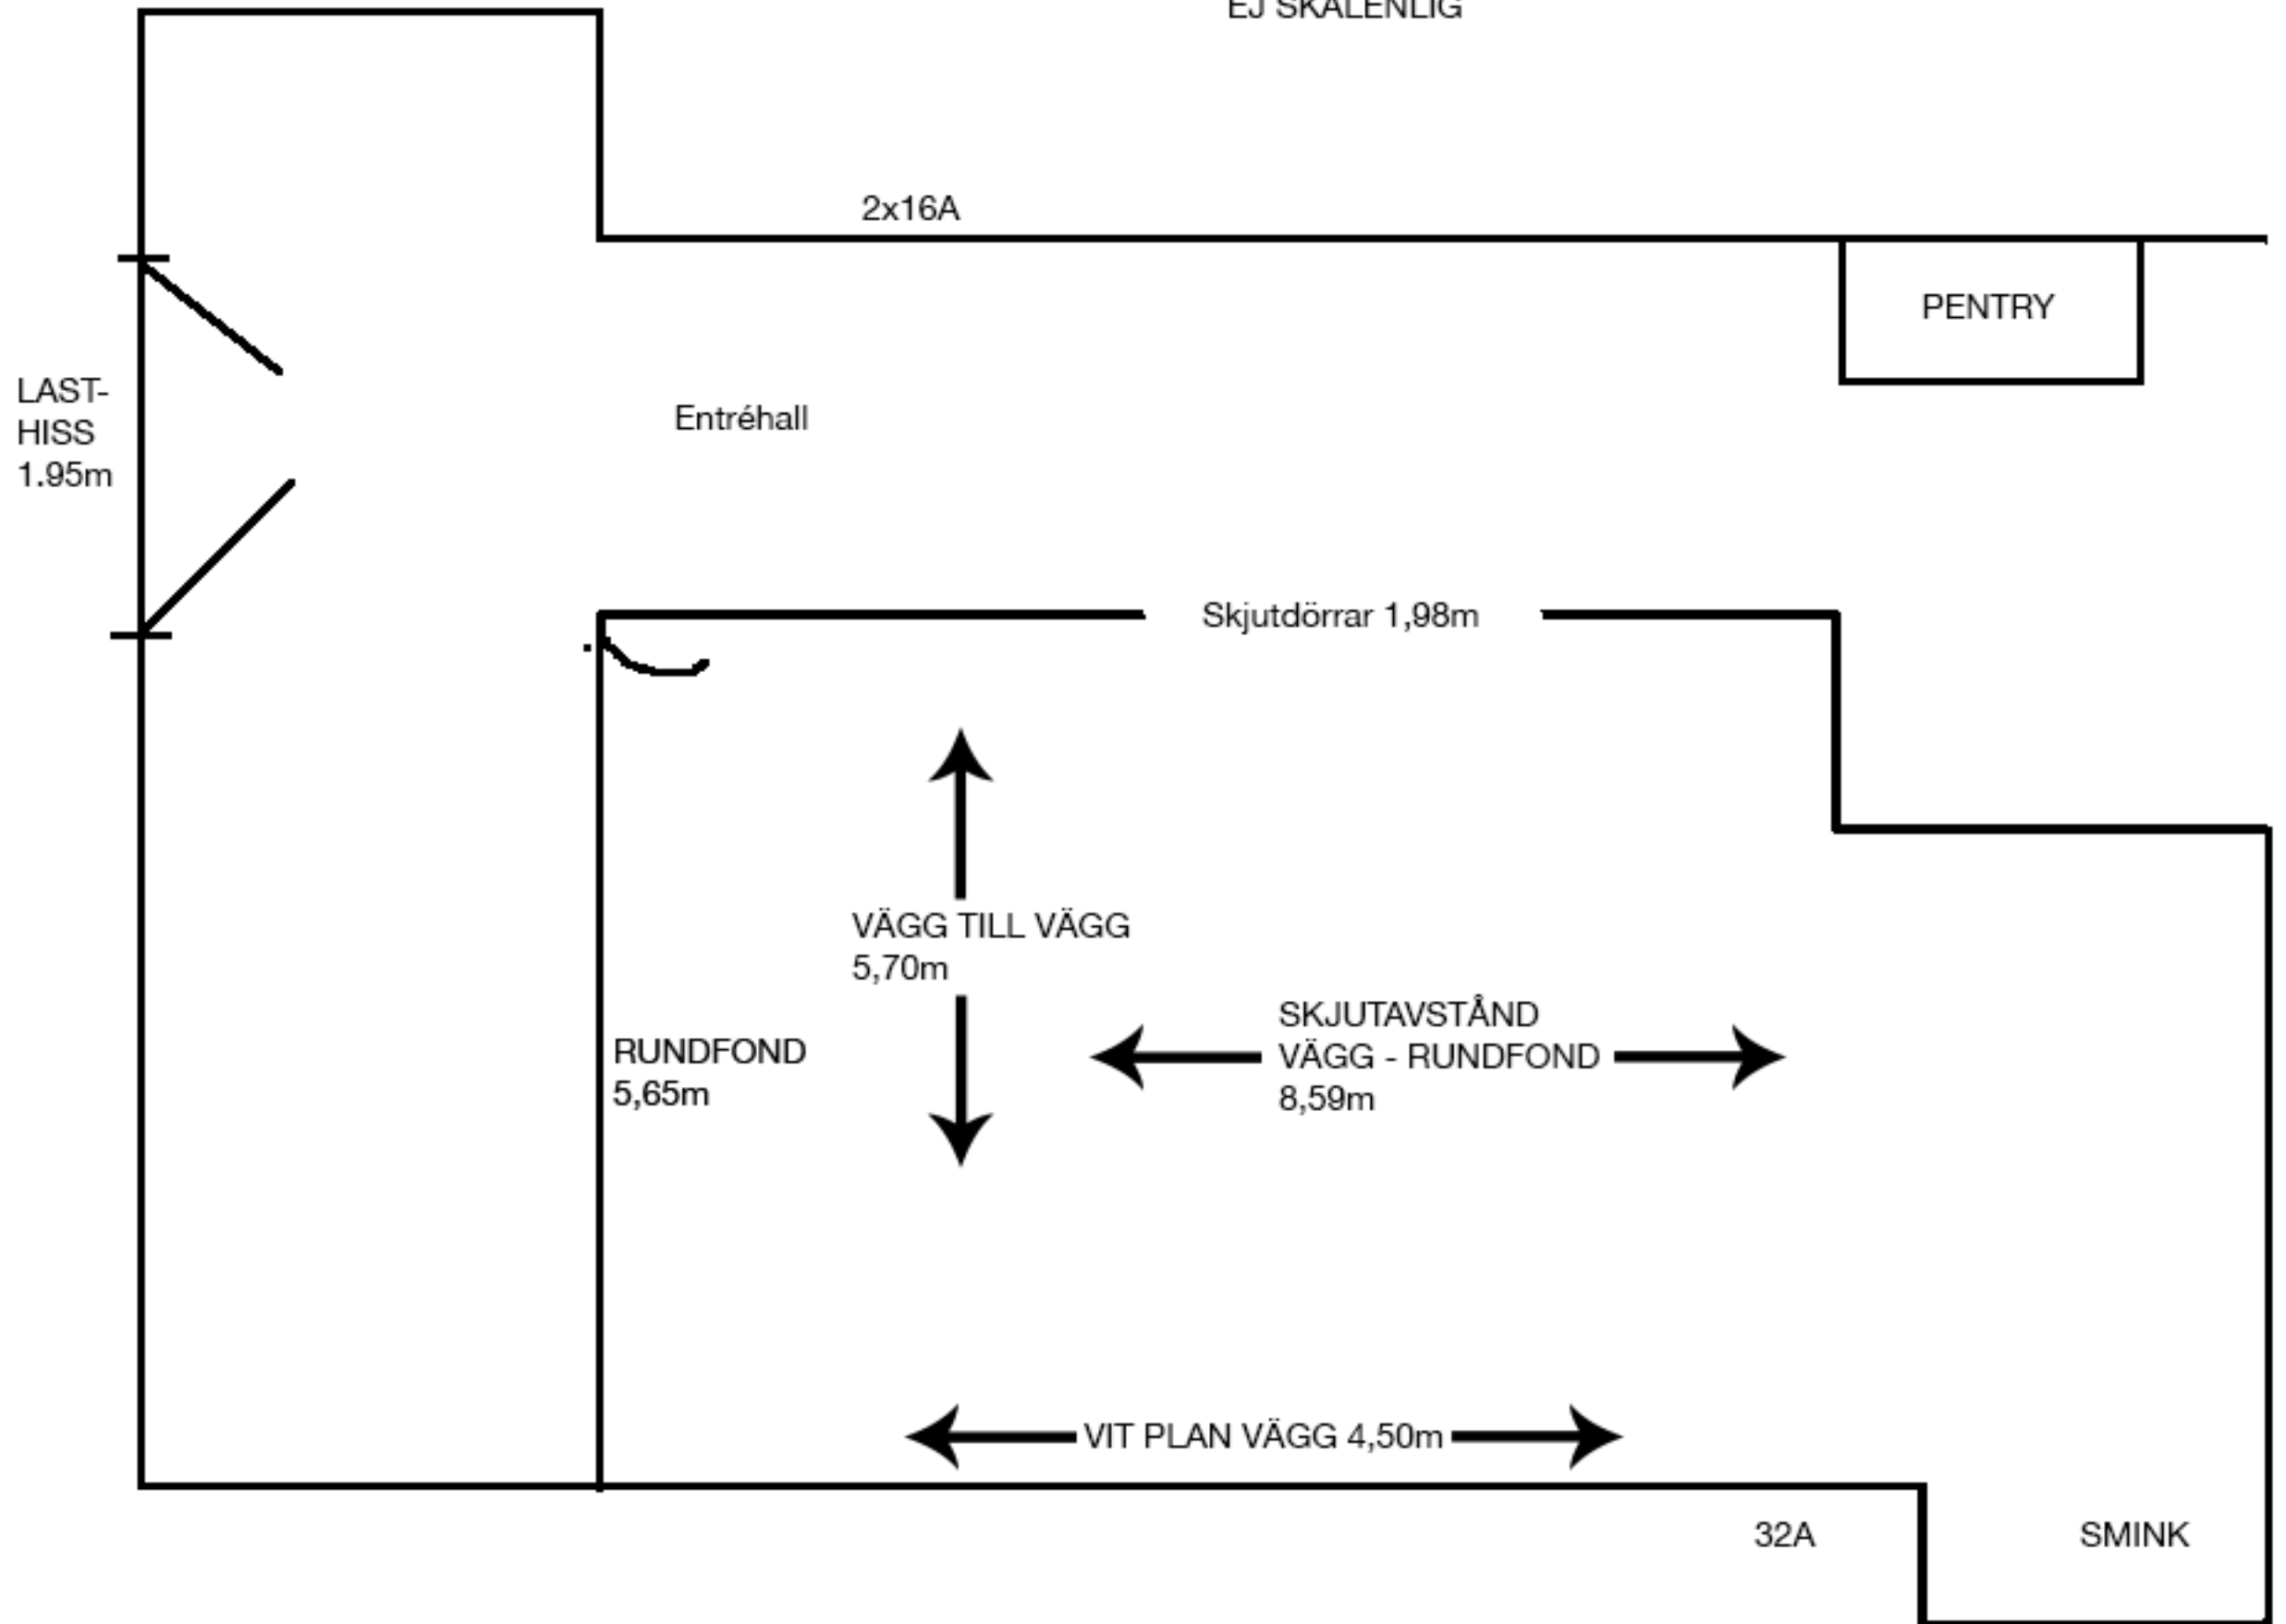 EJ SKALENLIG
2x16A
PENTRY
LAST-
HISS
1.95m
Entréhall
Skjutdörrar 1,98m
VÄGG TILL VÄGG
5,70m
SKJUTAVSTÅND
VÄGG - RUNDFOND
8,59m
RUNDFOND
5,65m
VIT PLAN VÄGG 4,50m
32A
SMINK